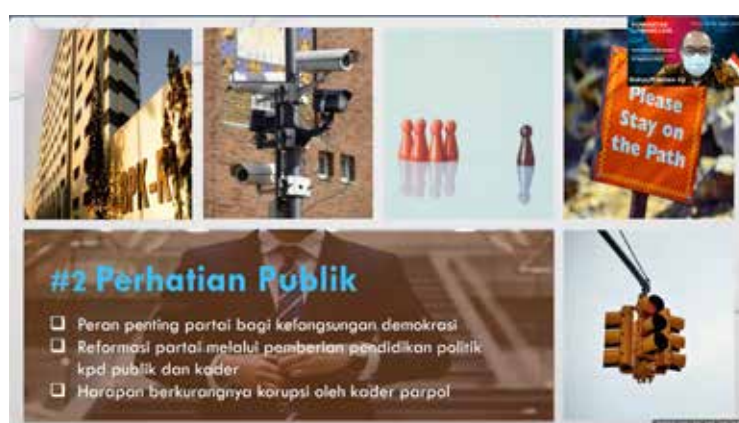 BPK-R
Please
Stay on
the Path
#2 Perhatian Publik
Peran penting partai bagi kelangsungan demokrasi
Reformasi partai melalui pemberian pendidikan politik
kpd publik dan kader
Harapan berkurangnya korupsi oleh kader parpol